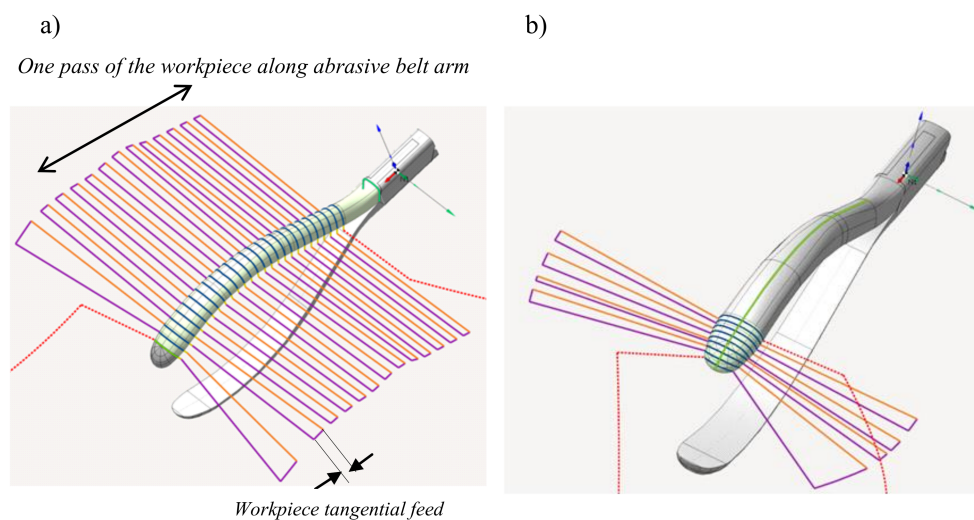 a)
b)
One pass of the workpiece along abrasive belt arm
Workpiece tangential feed